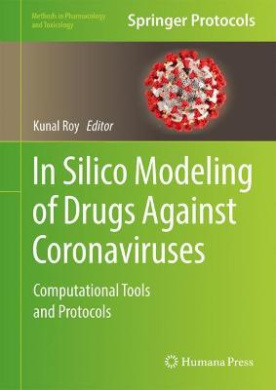 Methods in Pharmacology
and Toxicology
Springer Protocols
Kunal Roy Editor
In Silico Modeling
of Drugs Against
Coronaviruses
Computational Tools
and Protocols
Humana Press